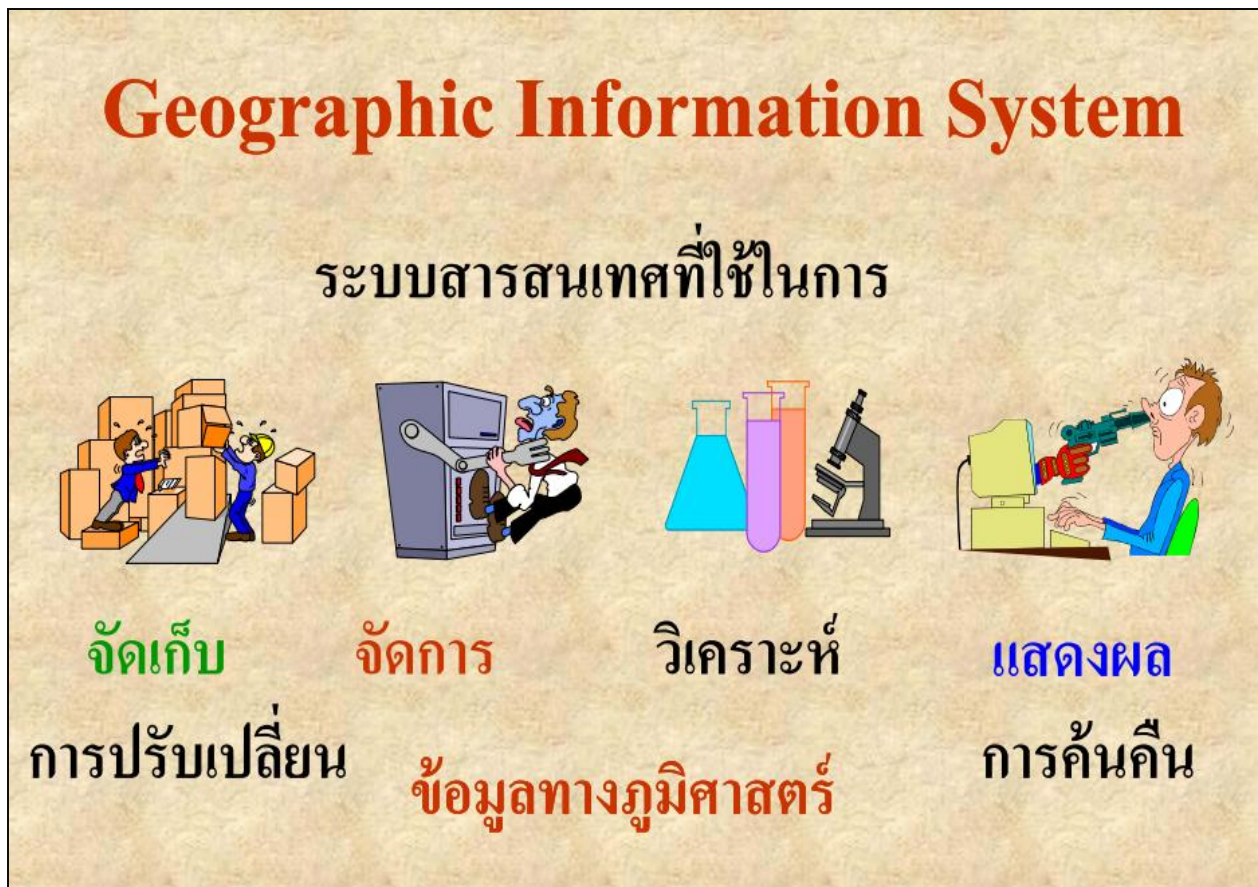 Geographic Information System
ระบบสารสนเทศที่ใช้ในการ
จัดเก็บ จัดการ วิเคราะห์ แสดงผล
การปรับเปลี่ยน การค้นคืน
ข้อมูลทางภูมิศาสตร์